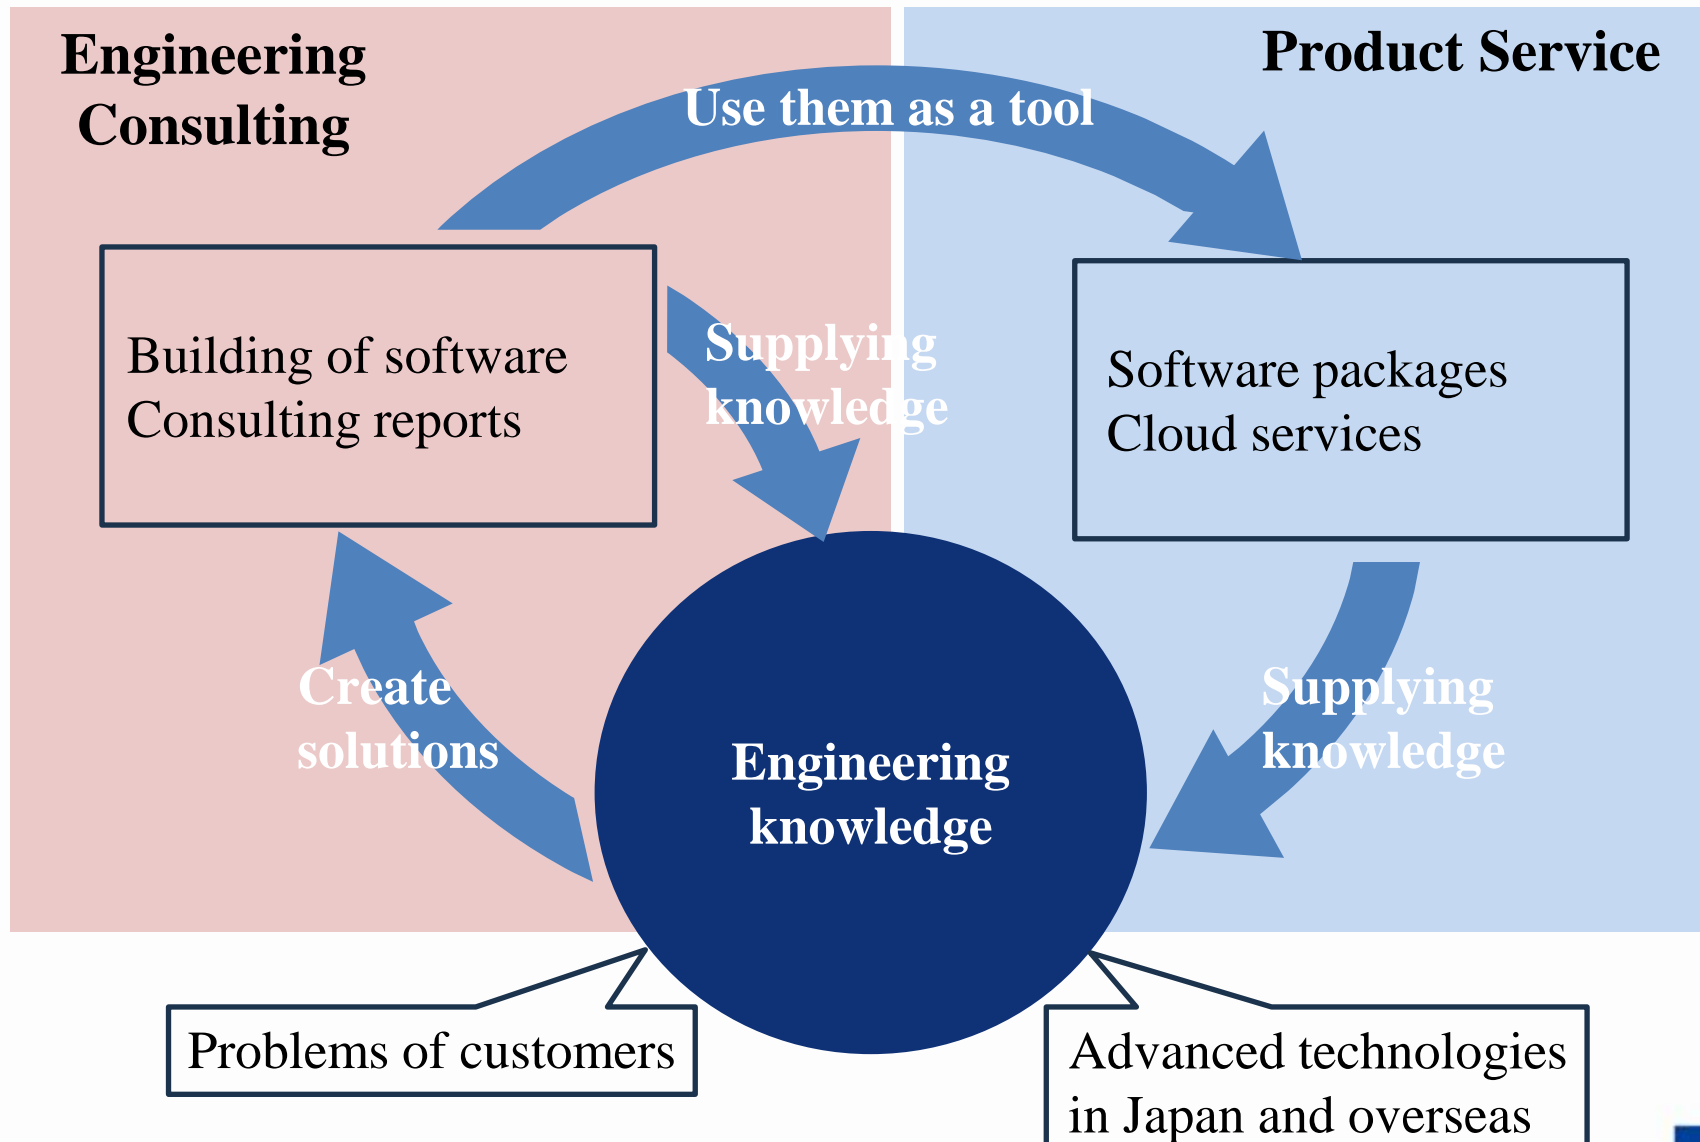 Engineering
Consulting
Product Service
Use them as a tool
Building of software
Consulting reports
Supplying
knowledge
Software packages
Cloud services
Create
solutions
Engineering
knowledge
Supplying
knowledge
Problems of customers
Advanced technologies
in Japan and overseas